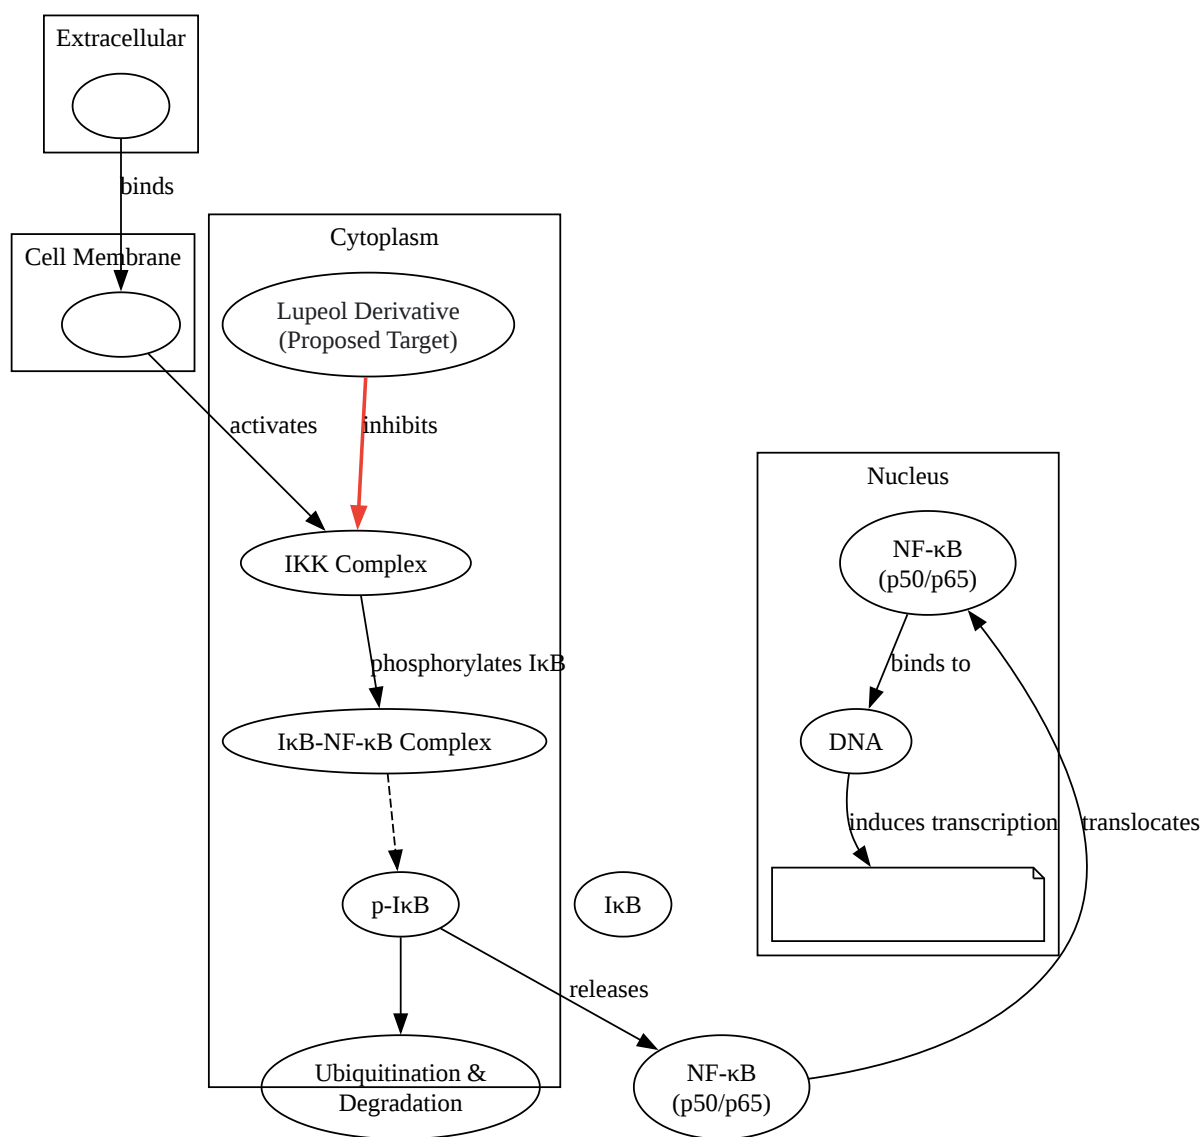 Extracellular
binds
Cell Membrane
Cytoplasm
Lupeol Derivative
(Proposed Target)
activates
inhibits
IKK Complex
phosphorylates IκB
IκB-NF-κB Complex
p-IκB
IκB
releases
Ubiquitination &
Degradation
NF-κB
(p50/p65)
Nucleus
NF-κB
(p50/p65)
binds to
DNA
induces transcription
translocates